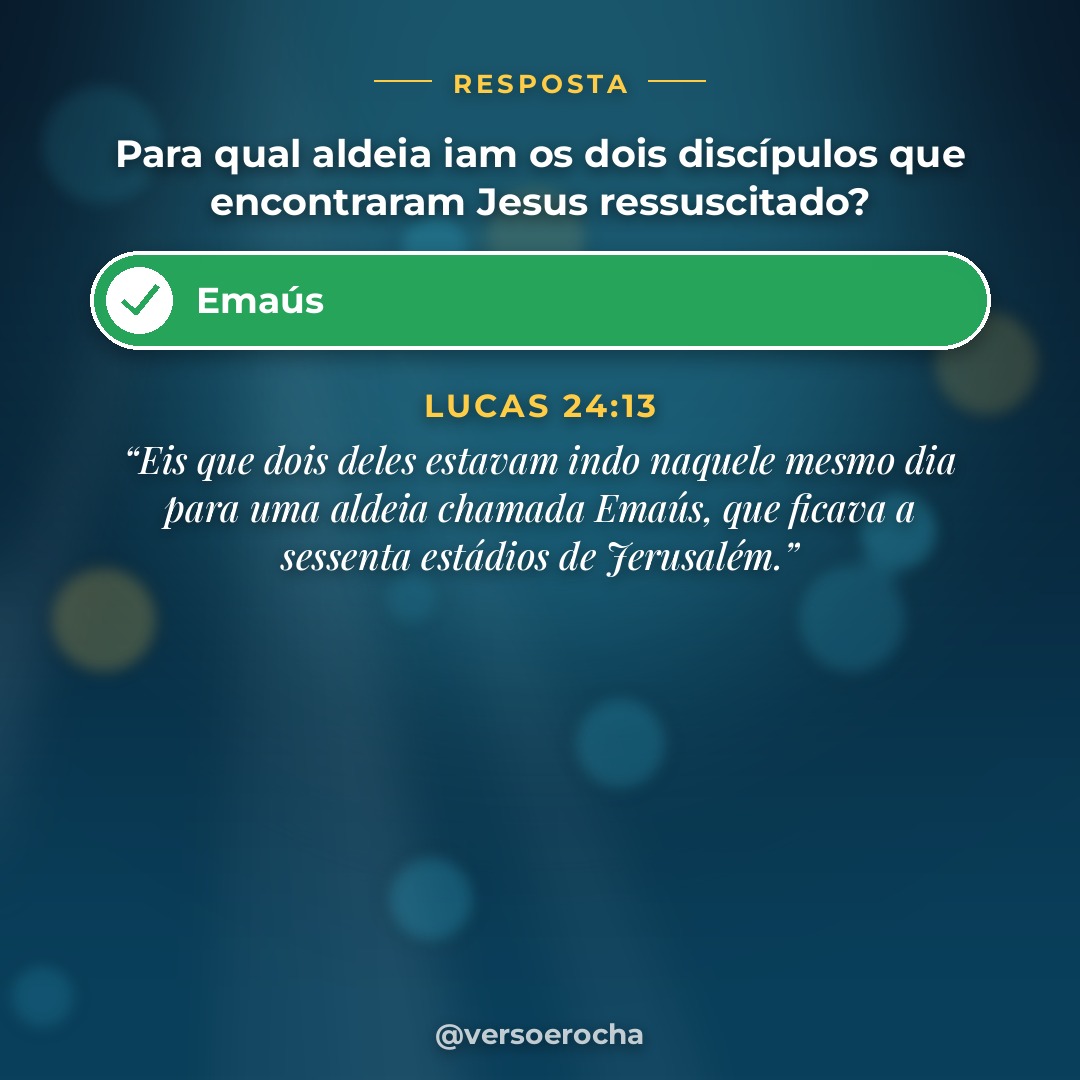 RESPOSTA
Para qual aldeia iam os dois discípulos que
encontraram Jesus ressuscitado?
Emaús
LUCAS 24:13
“Eis que dois deles estavam indo naquele mesmo dia
para uma aldeia chamada Emaús, que ficava a
sessenta estádios de Jerusalém.”
@versoerocha